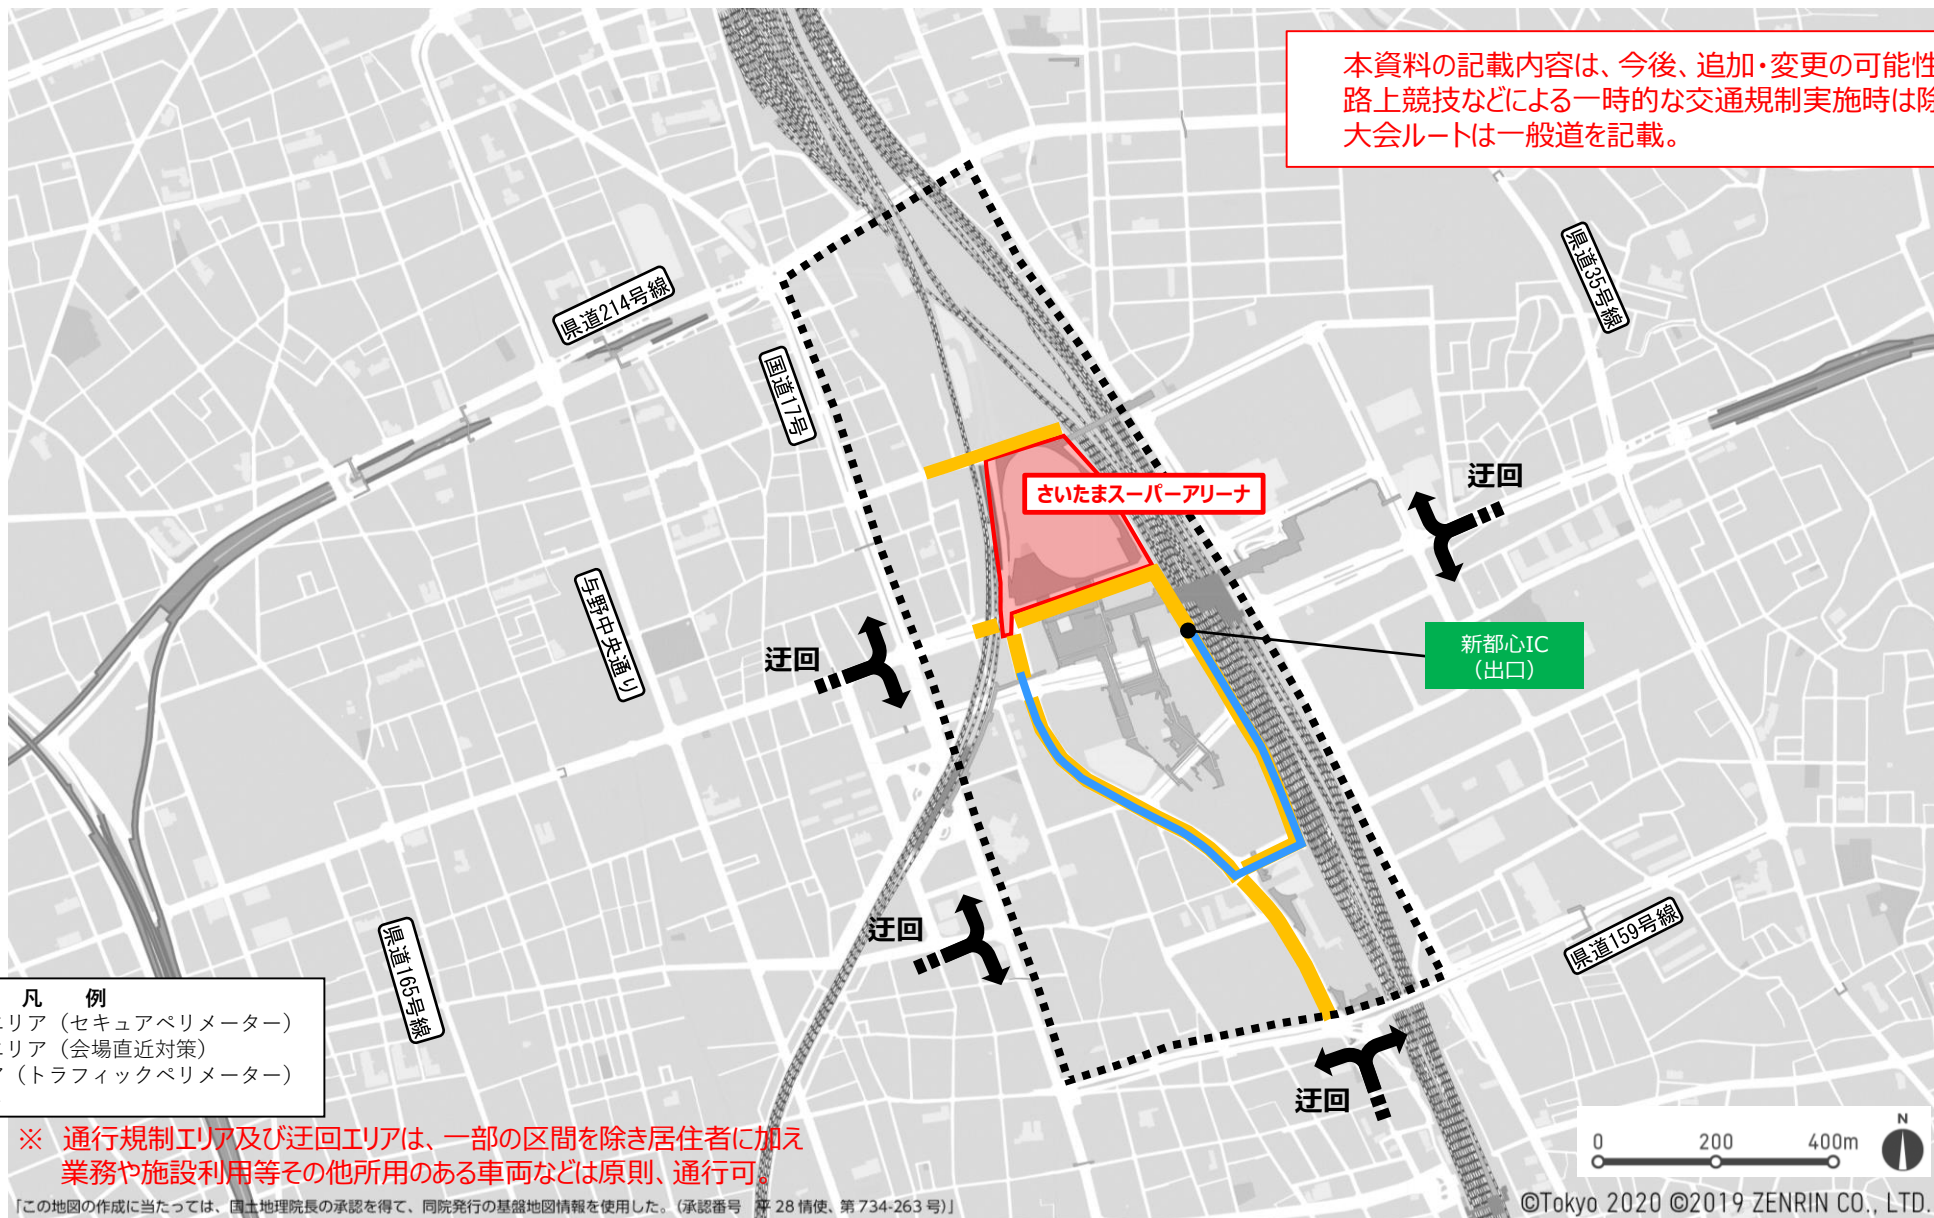 本資料の記載内容は、今後、追加・変更の可能性
路上競技などによる一時的な交通規制実施時は除
大会ルートは一般道を記載。
県道35号線
県道214号線
国道17号
迂回
さいたまスーパーアリーナ
与野中央通り
迂回
新都心IC
（出口）
迂回
県道165号線
県道159号線
迂回
凡　例
エリア（セキュアペリメーター）
エリア（会場直近対策）
ア（トラフィックペリメーター）
※　通行規制エリア及び迂回エリアは、一部の区間を除き居住者に加え
業務や施設利用等その他所用のある車両などは原則、通行可。
0 200 400m
N
「この地図の作成に当たっては、国土地理院長の承認を得て、同院発行の基盤地図情報を使用した。（承認番号　平 28 情使、第 734-263 号）」
©Tokyo 2020 ©2019 ZENRIN CO., LTD.